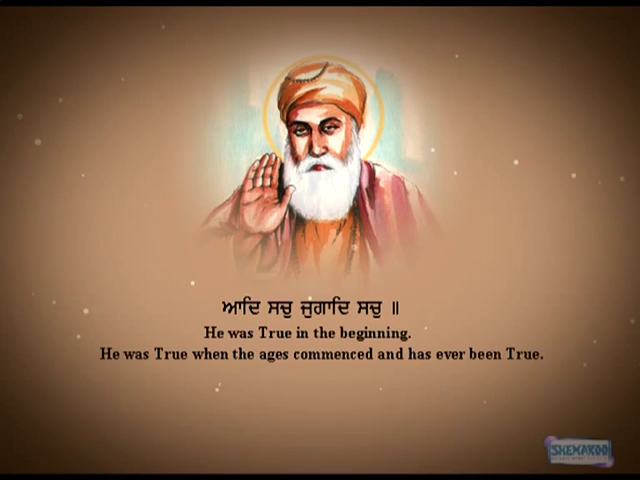 ਆਦਿ ਸਚੁ ਜੁਗਾਦਿ ਸਚੁ ॥
He was True in the beginning.
He was True when the ages commenced and has ever been True.
SHEMAROO